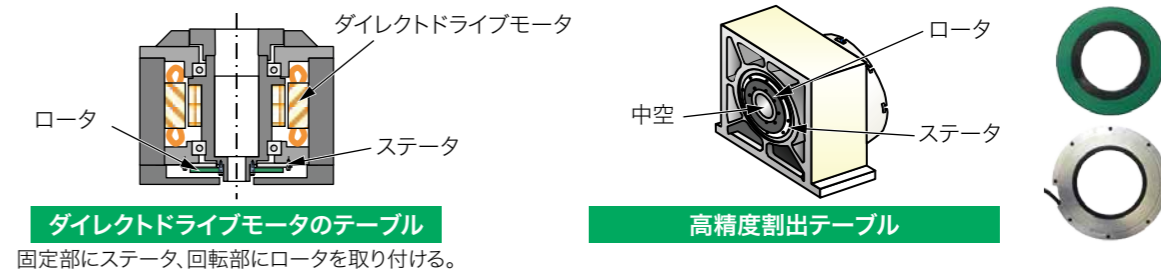 ダイレクトドライブモータ
ロータ
ステータ
ダイレクトドライブモータのテーブル
固定部にステータ、回転部にロータを取り付ける。
ロータ
中空
ステータ
高精度割出テーブル